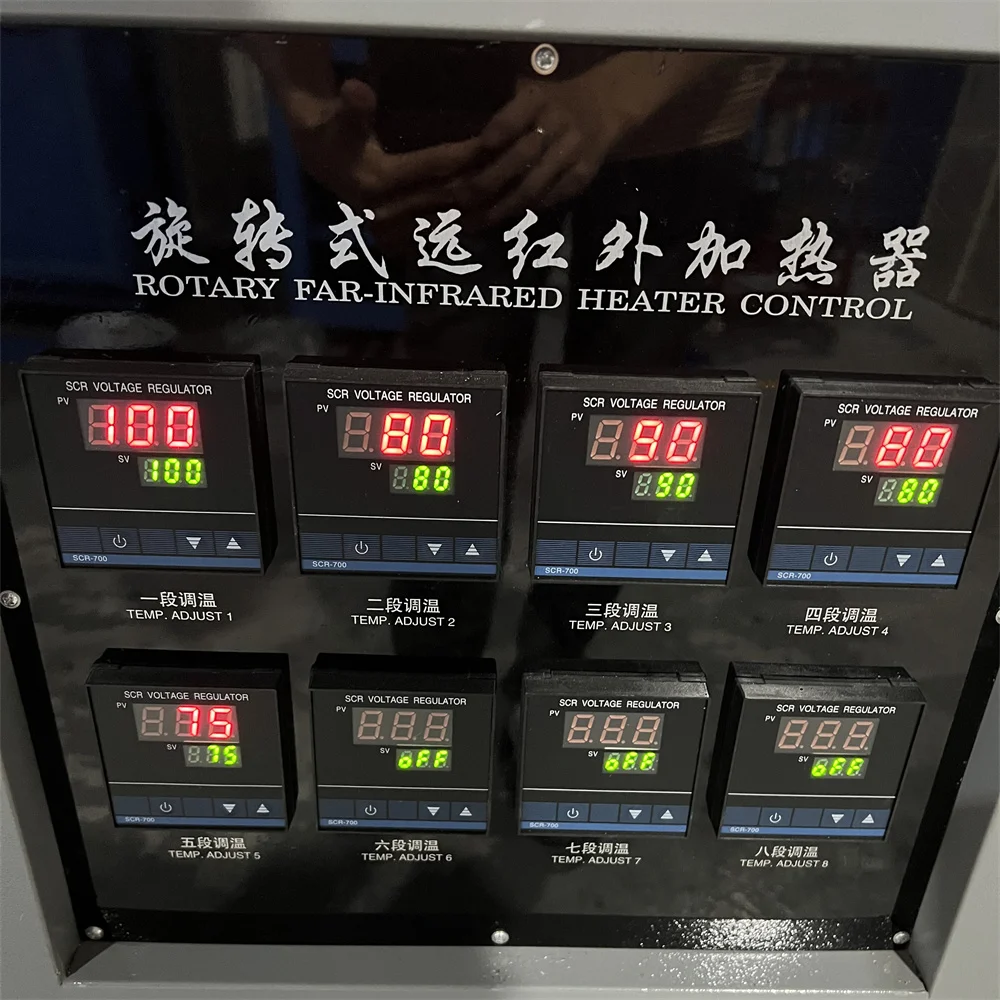 旋转式远红外加热器
ROTARY FAR-INFRARED HEATER CONTROL
SCR VOLTAGE REGULATOR
PV
100
SV
100
SCR-700
一段调温
TEMP. ADJUST 1
SCR VOLTAGE REGULATOR
PV
80
SV
80
SCR-700
二段调温
TEMP. ADJUST 2
SCR VOLTAGE REGULATOR
PV
90
SV
90
SCR-700
三段调温
TEMP. ADJUST 3
SCR VOLTAGE REGULATOR
PV
80
SV
80
SCR-700
四段调温
TEMP. ADJUST 4
SCR VOLTAGE REGULATOR
PV
75
SV
75
SCR-700
五段调温
TEMP. ADJUST 5
SCR VOLTAGE REGULATOR
PV
SV
oFF
SCR-700
六段调温
TEMP. ADJUST 6
SCR VOLTAGE REGULATOR
PV
SV
oFF
SCR-700
七段调温
TEMP. ADJUST 7
SCR VOLTAGE REGULATOR
PV
SV
oFF
SCR-700
八段调温
TEMP. ADJUST 8